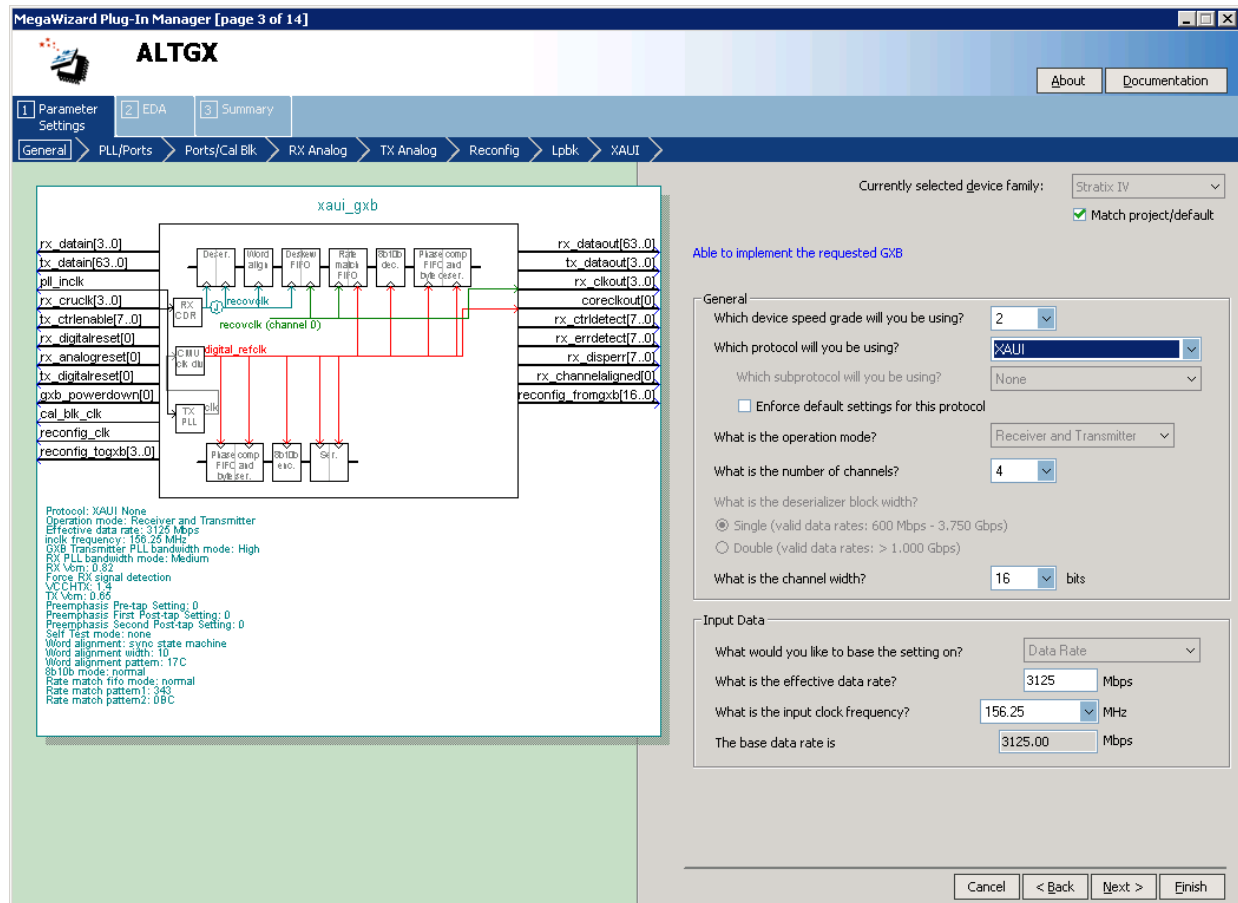 MegaWizard Plug-In Manager [page 3 of 14]
ALTGX
About
Documentation
1 Parameter Settings
2 EDA
3 Summary
General
PLL/Ports
Ports/Cal Blk
RX Analog
TX Analog
Reconfig
Lpbk
XAUI
xaui_gxb
rx_datain[3..0]
tx_datain[63..0]
pll_inclk
rx_cruclk[3..0]
tx_ctrlenable[7..0]
rx_digitalreset[0]
rx_analogreset[0]
tx_digitalreset[0]
gxb_powerdown[0]
cal_blk_clk
reconfig_clk
reconfig_togxb[3..0]
Deser.
Word align
Deskew FIFO
Rate match FIFO
8b10b dec.
Phase comp FIFO and byte deser.
RX CDR
recovclk
recovclk (channel 0)
CMU clk div
digital_refclk
TX PLL
clk
Phase comp FIFO and byte ser.
8b10b enc.
Ser.
rx_dataout[63..0]
tx_dataout[3..0]
rx_clkout[3..0]
coreclkout[0]
rx_ctrldetect[7..0]
rx_errdetect[7..0]
rx_disperr[7..0]
rx_channelaligned[0]
reconfig_fromgxb[16..0]
Protocol: XAUI None
Operation mode: Receiver and Transmitter
Effective data rate: 3125 Mbps
inclk frequency: 156.25 MHz
GXB Transmitter PLL bandwidth mode: High
RX PLL bandwidth mode: Medium
RX Vcm: 0.82
Force RX signal detection
VCCHTX: 1.4
TX Vcm: 0.65
Preemphasis Pre-tap Setting: 0
Preemphasis First Post-tap Setting: 0
Preemphasis Second Post-tap Setting: 0
Self Test mode: none
Word alignment: sync state machine
Word alignment width: 10
Word alignment pattern: 17C
8b10b mode: normal
Rate match fifo mode: normal
Rate match pattern1: 343
Rate match pattern2: 0BC
Currently selected device family: Stratix IV
Match project/default
Able to implement the requested GXB
General
Which device speed grade will you be using? 2
Which protocol will you be using? XAUI
Which subprotocol will you be using? None
Enforce default settings for this protocol
What is the operation mode? Receiver and Transmitter
What is the number of channels? 4
What is the deserializer block width?
Single (valid data rates: 600 Mbps - 3.750 Gbps)
Double (valid data rates: > 1.000 Gbps)
What is the channel width? 16 bits
Input Data
What would you like to base the setting on? Data Rate
What is the effective data rate? 3125 Mbps
What is the input clock frequency? 156.25 MHz
The base data rate is 3125.00 Mbps
Cancel
< Back
Next >
Finish